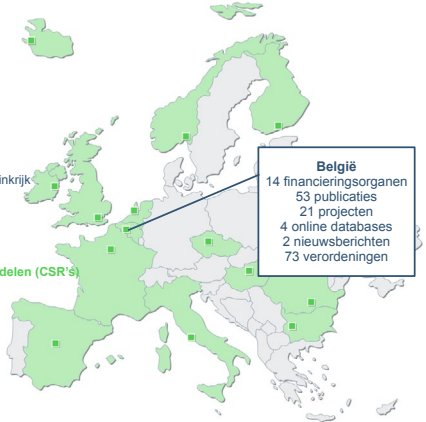 inkrijk
België
14 financieringsorganen
53 publicaties
21 projecten
4 online databases
2 nieuwsberichten
73 verordeningen
delen (CSR's)